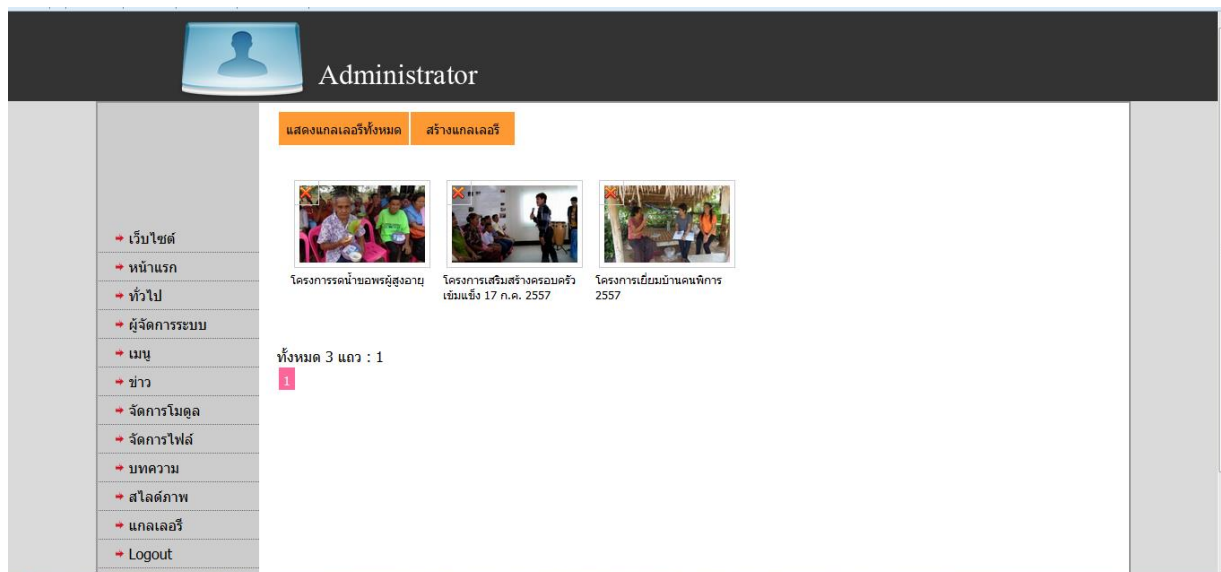 Administrator
แสดงแกลเลอรีทั้งหมด สร้างแกลเลอรี
เว็บไซต์
หน้าแรก
ทั่วไป
ผู้จัดการระบบ
เมนู
ข่าว
จัดการโมดูล
จัดการไฟล์
บทความ
สไลด์ภาพ
แกลเลอรี
Logout
โครงการรดน้ำขอพรผู้สูงอายุ
โครงการเสริมสร้างครอบครัว
เข้มแข็ง 17 ก.ค. 2557
โครงการเยี่ยมบ้านคนพิการ
2557
ทั้งหมด 3 แถว : 1
1